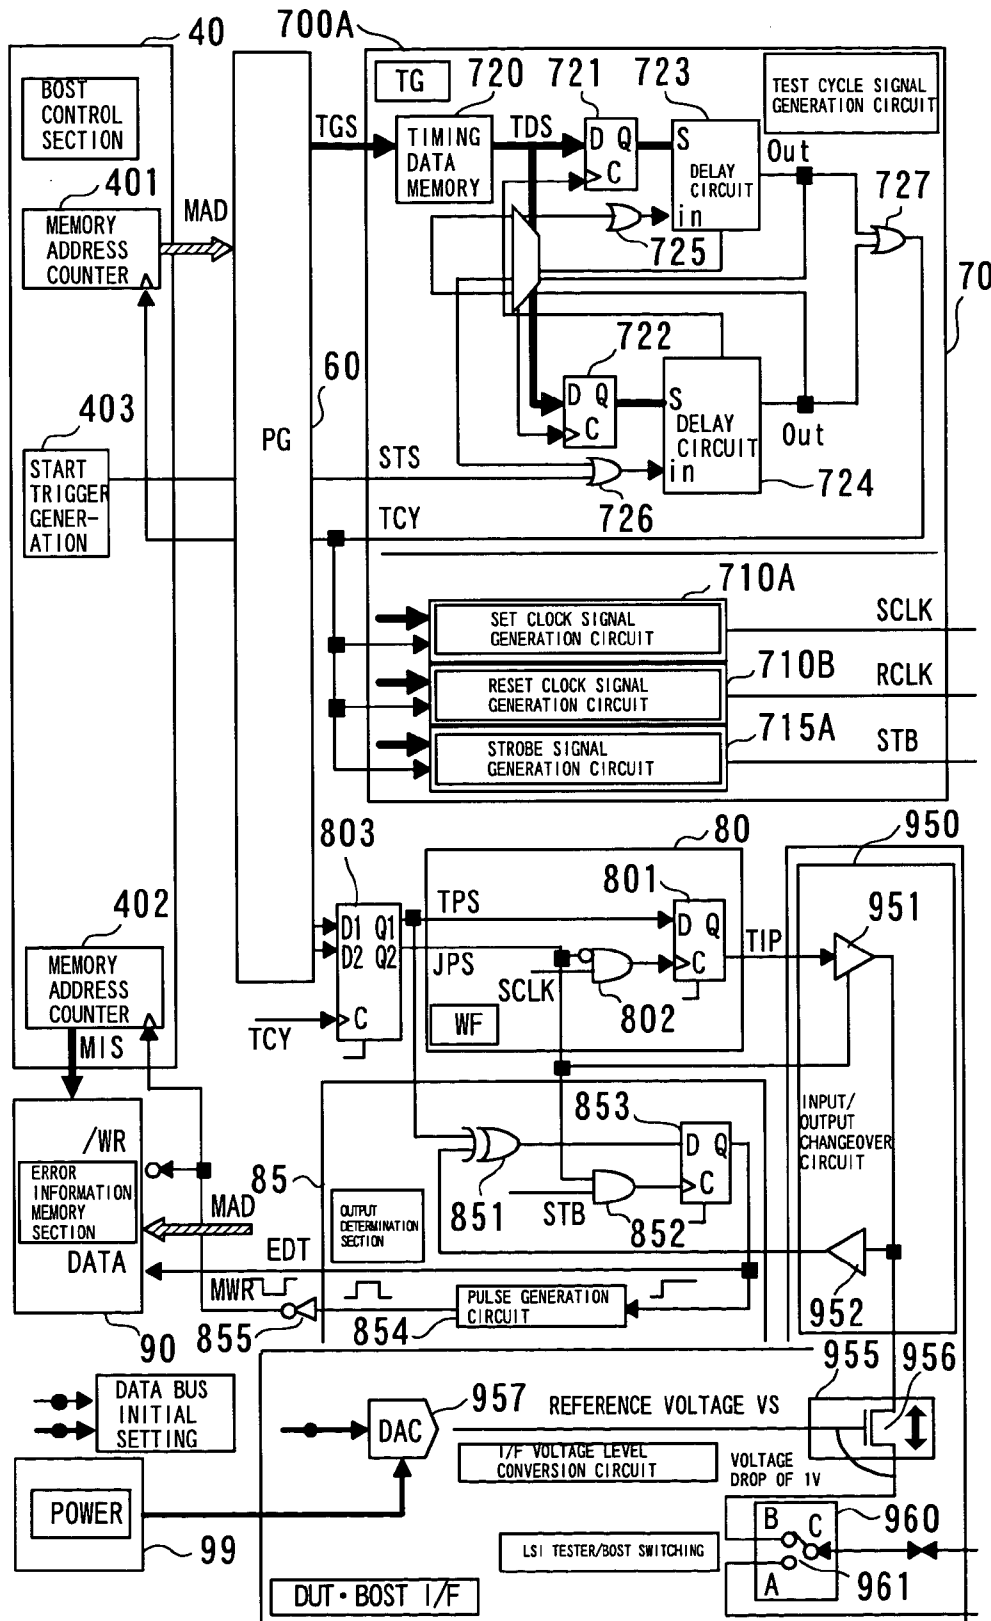 40
700A
BOST
CONTROL
SECTION
TG
720
721
723
TEST CYCLE SIGNAL
GENERATION CIRCUIT
TGS
TIMING
DATA
MEMORY
TDS
D Q
C
S
DELAY
CIRCUIT
in
Out
727
401
MAD
MEMORY
ADDRESS
COUNTER
725
70
722
60
403
PG
D Q
C
S
DELAY
CIRCUIT
in
Out
START
TRIGGER
GENER-
ATION
STS
726
724
TCY
710A
SET CLOCK SIGNAL
GENERATION CIRCUIT
SCLK
710B
RESET CLOCK SIGNAL
GENERATION CIRCUIT
RCLK
715A
STROBE SIGNAL
GENERATION CIRCUIT
STB
803
80
950
801
402
D1 Q1
D2 Q2
C
TPS
JPS
D Q
C
TIP
951
MEMORY
ADDRESS
COUNTER
SCLK
802
WF
TCY
MIS
853
INPUT/
OUTPUT
CHANGEOVER
CIRCUIT
/WR
D Q
C
85
851
ERROR
INFORMATION
MEMORY
SECTION
MAD
OUTPUT
DETERMINATION
SECTION
STB
852
DATA
EDT
MWR
PULSE GENERATION
CIRCUIT
952
855
854
90
955
956
DATA BUS
INITIAL
SETTING
957
DAC
REFERENCE VOLTAGE VS
I/F VOLTAGE LEVEL
CONVERSION CIRCUIT
VOLTAGE
DROP OF 1V
POWER
99
B
C
A
960
961
LSI TESTER/BOST SWITCHING
DUT・BOST I/F